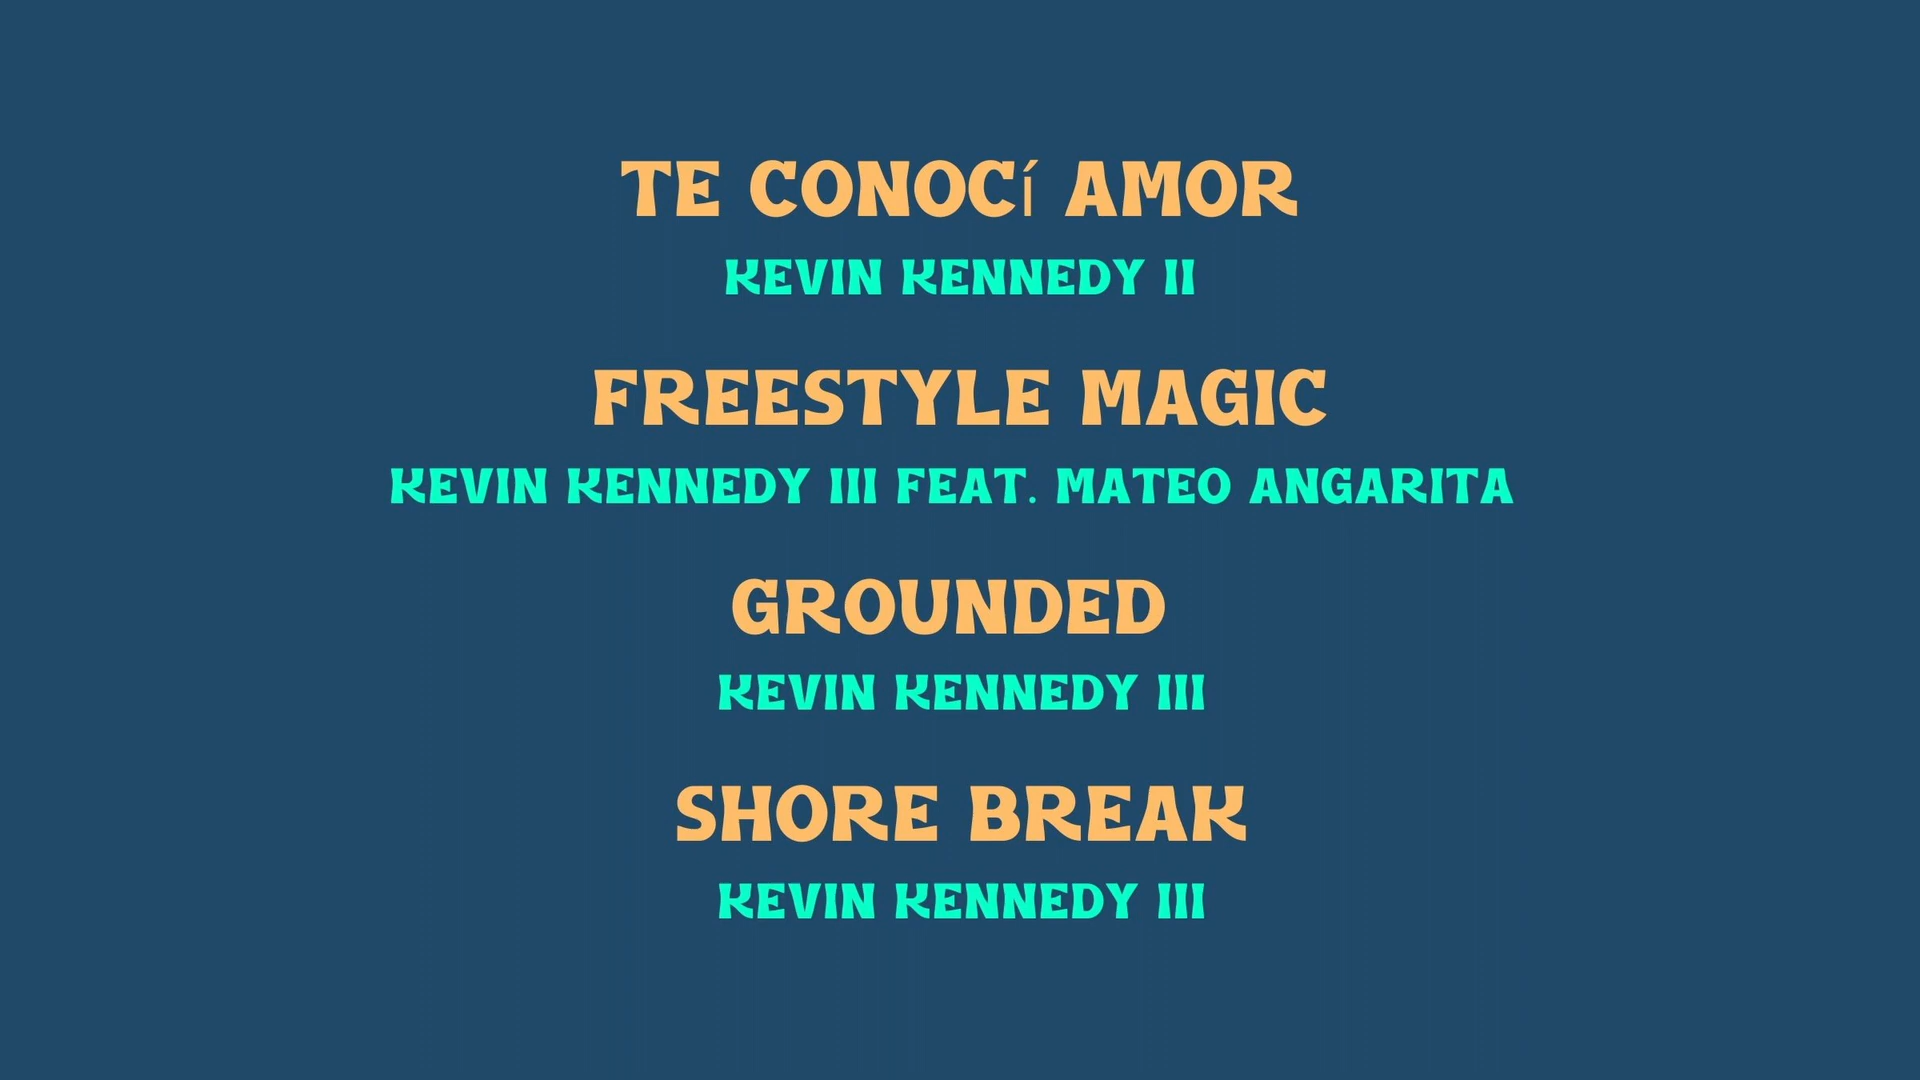 TE CONOCí AMOR
KEVIN KENNEDY II
FREESTYLE MAGIC
KEVIN KENNEDY III FEAT. MATEO ANGARITA
GROUNDED
KEVIN KENNEDY III
SHORE BREAK
KEVIN KENNEDY III